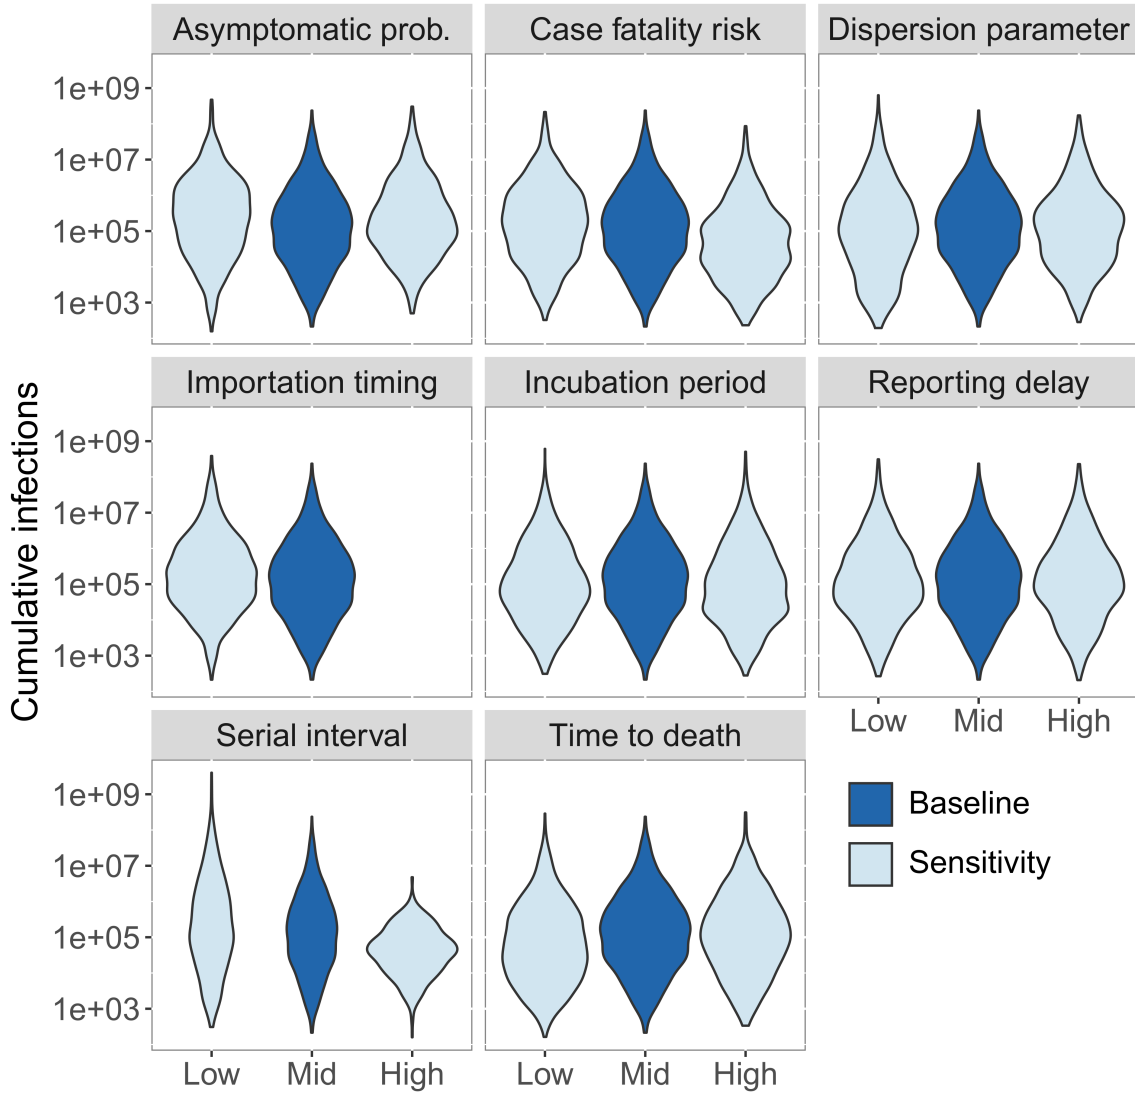 Asymptomatic prob.
Case fatality risk
Dispersion parameter
1e+09
1e+07
1e+05
1e+03
Importation timing
Incubation period
Reporting delay
1e+09
1e+07
1e+05
1e+03
Cumulative infections
Low Mid High
Serial interval
Time to death
1e+09
1e+07
1e+05
1e+03
Baseline
Sensitivity
Low Mid High
Low Mid High